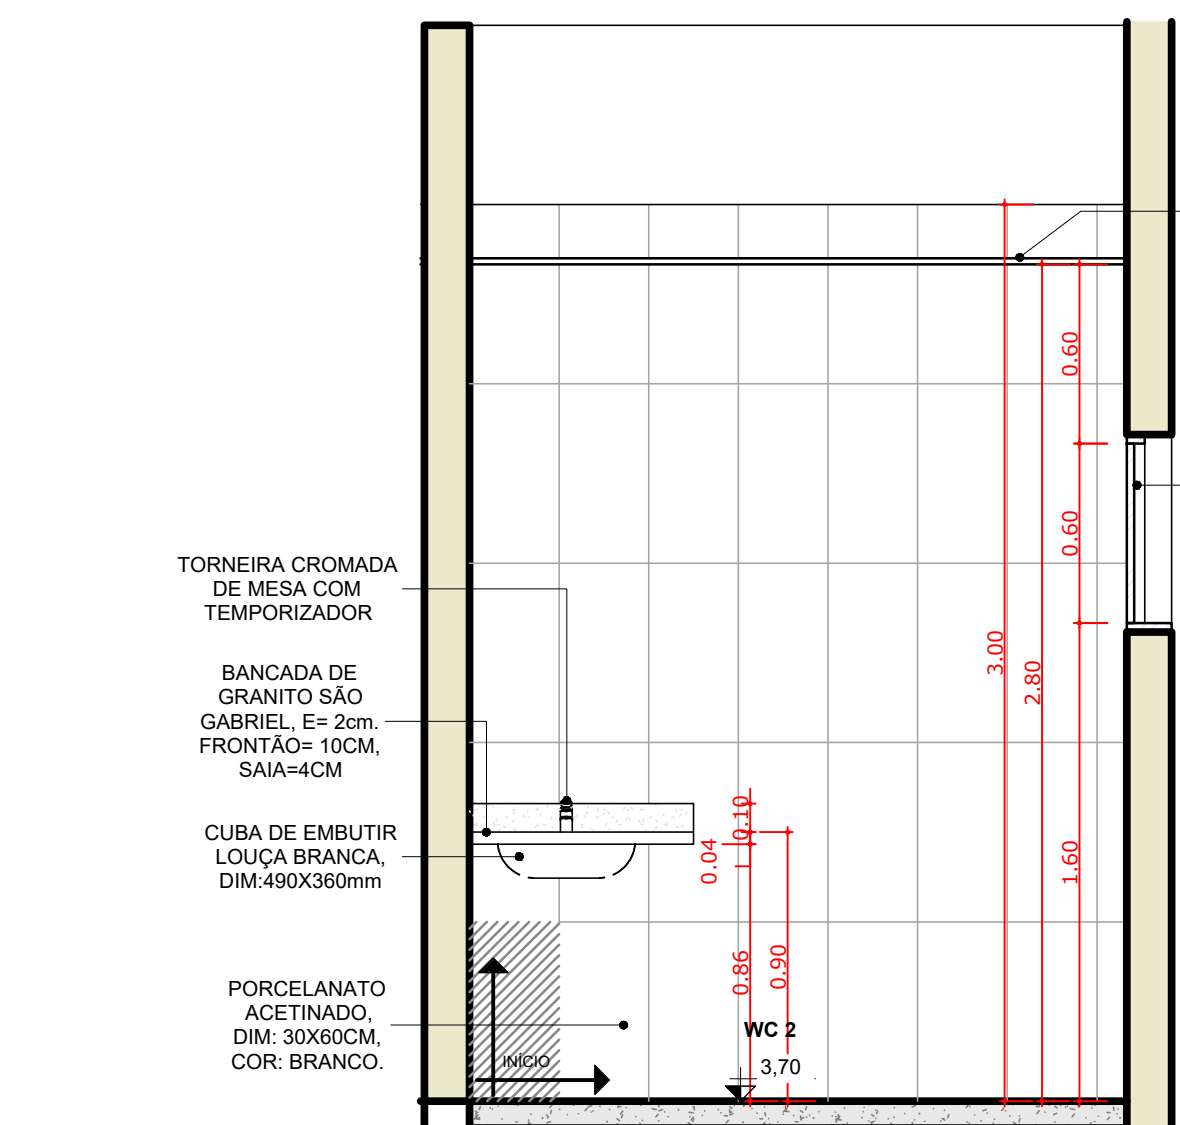 0.60
0.60
3.00
2.80
1.60
TORNEIRA CROMADA
DE MESA COM
TEMPORIZADOR
BANCADA DE
GRANITO SÃO
GABRIEL, E= 2cm.
FRONTÃO= 10CM,
SAIA=4CM
0.10
0.04
CUBA DE EMBUTIR
LOUÇA BRANCA,
DIM:490X360mm
0.86
0.90
PORCELANATO
ACETINADO,
DIM: 30X60CM,
COR: BRANCO.
INÍCIO
WC 2
3,70